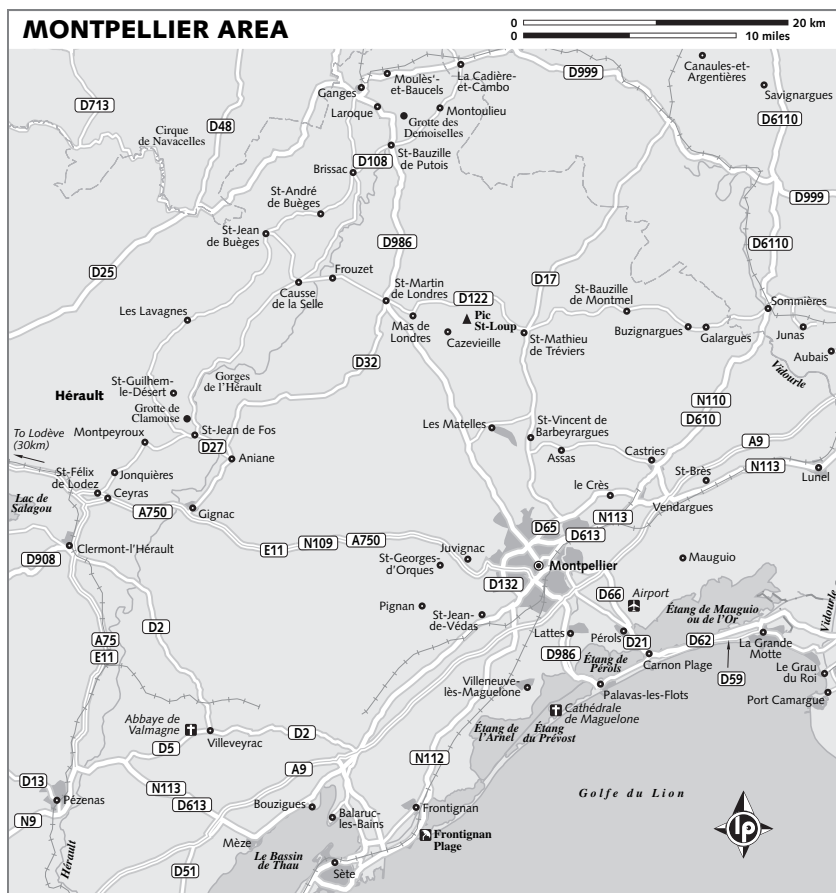 MONTPELLIER AREA
0
20 km
0
10 miles
Canaules-et-
Argentières
Savignargues
Moulès'-
et-Baucels
La Cadière-
et-Cambo
D999
Ganges
Laroque
Montoulieu
Grotte des
Demoiselles
D713
D48
D6110
Cirque
de Navacelles
D108
St-Bauzille
de Putois
Brissac
D999
St-André
de Buèges
St-Jean
de Buèges
D986
D6110
D25
Frouzet
D17
Causse
de la Selle
St-Martin
de Londres
D122
St-Bauzille
de Montmel
Sommières
Les Lavagnes
Mas de
Londres
Pic
St-Loup
Cazevieille
St-Mathieu
de Tréviers
Buzignargues
Galargues
Junas
Aubais
D32
Vidourle
Gorges
de l'Hérault
St-Guilhem-
le-Désert
Hérault
N110
D610
Grotte de
Clamouse
A9
To Lodève
(30km)
Montpeyroux
St-Jean de Fos
Les Matelles
St-Vincent de
Barbeyrargues
D27
Aniane
Assas
Castries
N113
St-Brès
Lunel
St-Félix
de Lodez
Jonquières
Ceyras
le Crès
Lac de
Salagou
A750
Gignac
Vendargues
N113
D65
D613
E11
N109
A750
Clermont-l'Hérault
D908
St-Georges-
d'Orques
Juvignac
Montpellier
Mauguio
D132
D66
Airport
Pignan
St-Jean-
de-Védas
Étang de Mauguio
ou de l'Or
Vidourle
D2
A75
E11
Lattes
Pérols
D21
D62
La Grande
Motte
D986
Étang de
Pérols
Carnon Plage
D59
Le Grau
du Roi
Villeneuve-
lès-Maguelone
Palavas-les-Flots
Port Camargue
Abbaye de
Valmagne
Cathédrale
de Maguelone
Étang de
l'Arnel
Étang
du Prévost
Villeveyrac
D2
D5
N112
A9
D13
N113
D613
Golfe du Lion
Pézenas
Bouzigues
Balaruc-
les-Bains
Frontignan
N9
Mèze
Frontignan
Plage
Hérault
Le Bassin
de Thau
D51
Sète
lp